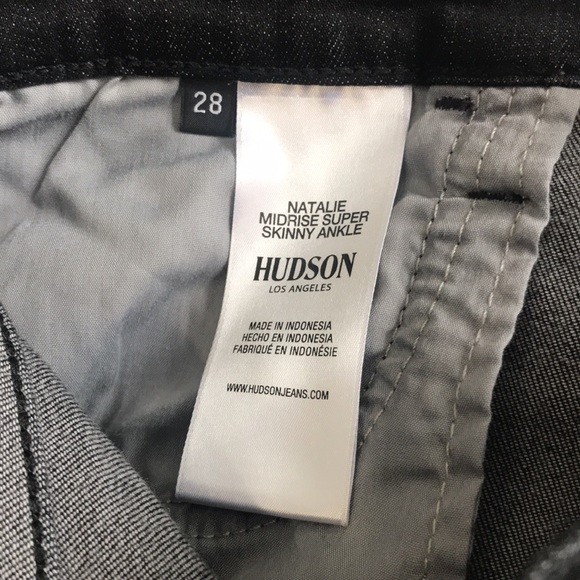 28
NATALIE
MIDRISE SUPER
SKINNY ANKLE
HUDSON
LOS ANGELES
MADE IN INDONESIA
HECHO EN INDONESIA
FABRIQUÉ EN INDONÉSIE
WWW.HUDSONJEANS.COM